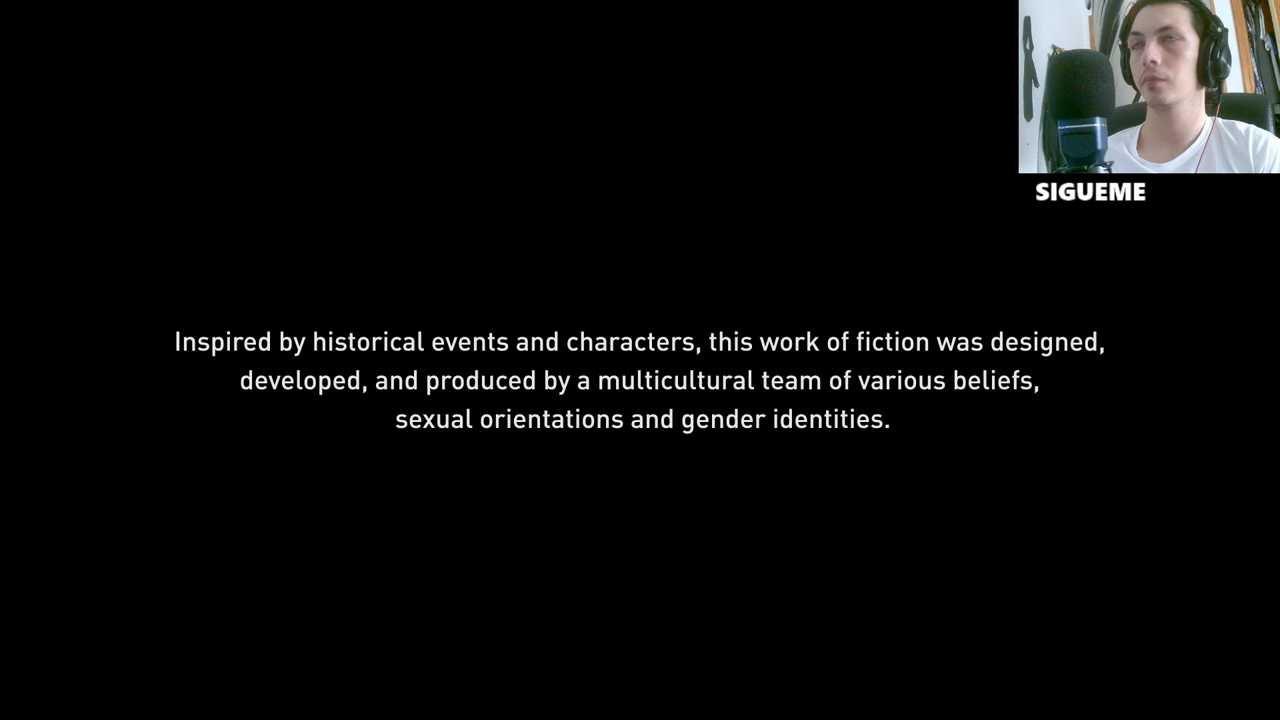 SIGUEME
Inspired by historical events and characters, this work of fiction was designed,
developed, and produced by a multicultural team of various beliefs,
sexual orientations and gender identities.